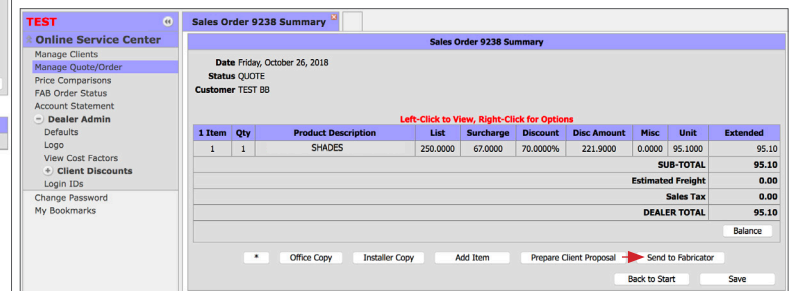 TEST
Online Service Center
Manage Clients
Manage Quote/Order
Price Comparisons
FAB Order Status
Account Statement
Dealer Admin
Defaults
Logo
View Cost Factors
Client Discounts
Login IDs
Change Password
My Bookmarks
Sales Order 9238 Summary
Sales Order 9238 Summary
Date Friday, October 26, 2018
Status QUOTE
Customer TEST BB
Left-Click to View, Right-Click for Options
1 Item Qty Product Description List Surcharge Discount Disc Amount Misc Unit Extended
1 1 SHADES 250.0000 67.0000 70.0000% 221.9000 0.0000 95.1000 95.10
SUB-TOTAL 95.10
Estimated Freight 0.00
Sales Tax 0.00
DEALER TOTAL 95.10
Balance
* Office Copy Installer Copy Add Item Prepare Client Proposal Send to Fabricator
Back to Start Save